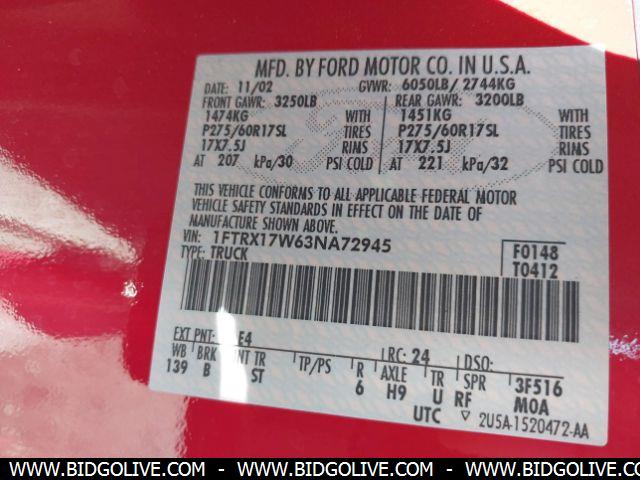 MFD. BY FORD MOTOR CO. IN U.S.A.
DATE: 11/02 GVWR: 6050LB/ 2744KG
FRONT GAWR: 3250LB REAR GAWR: 3200LB
1474KG WITH 1451KG WITH
P275/60R17SL TIRES P275/60R17SL TIRES
17X7.5J RIMS 17X7.5J RIMS
AT 207 kPa/30 PSI COLD AT 221 kPa/32 PSI COLD
THIS VEHICLE CONFORMS TO ALL APPLICABLE FEDERAL MOTOR
VEHICLE SAFETY STANDARDS IN EFFECT ON THE DATE OF
MANUFACTURE SHOWN ABOVE.
VIN: 1FTRX17W63NA72945 F0148
TYPE: TRUCK T0412
EXT PNT: E4 RC: 24 DSO:
WB BRK INT TR TP/PS R AXLE TR SPR 3F516
139 B ST 6 H9 U RF M0A
UTC ▽ 2U5A-1520472-AA
WWW.BIDGOLIVE.COM - WWW.BIDGOLIVE.COM - WWW.BIDGOLIVE.COM